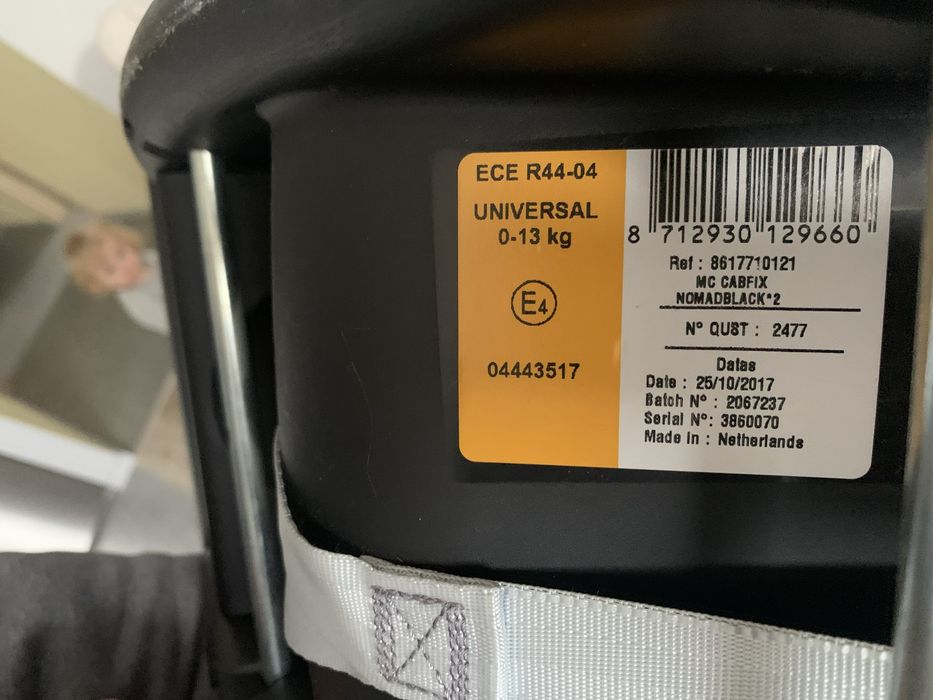 ECE R44-04
UNIVERSAL
0-13 kg
E4
04443517
8 712930 129660
Ref : 8617710121
MC CABFIX
NOMADBLACK*2
N° QUST : 2477
Datas
Date : 25/10/2017
Batch N° : 2067237
Serial N°: 3860070
Made In : Netherlands